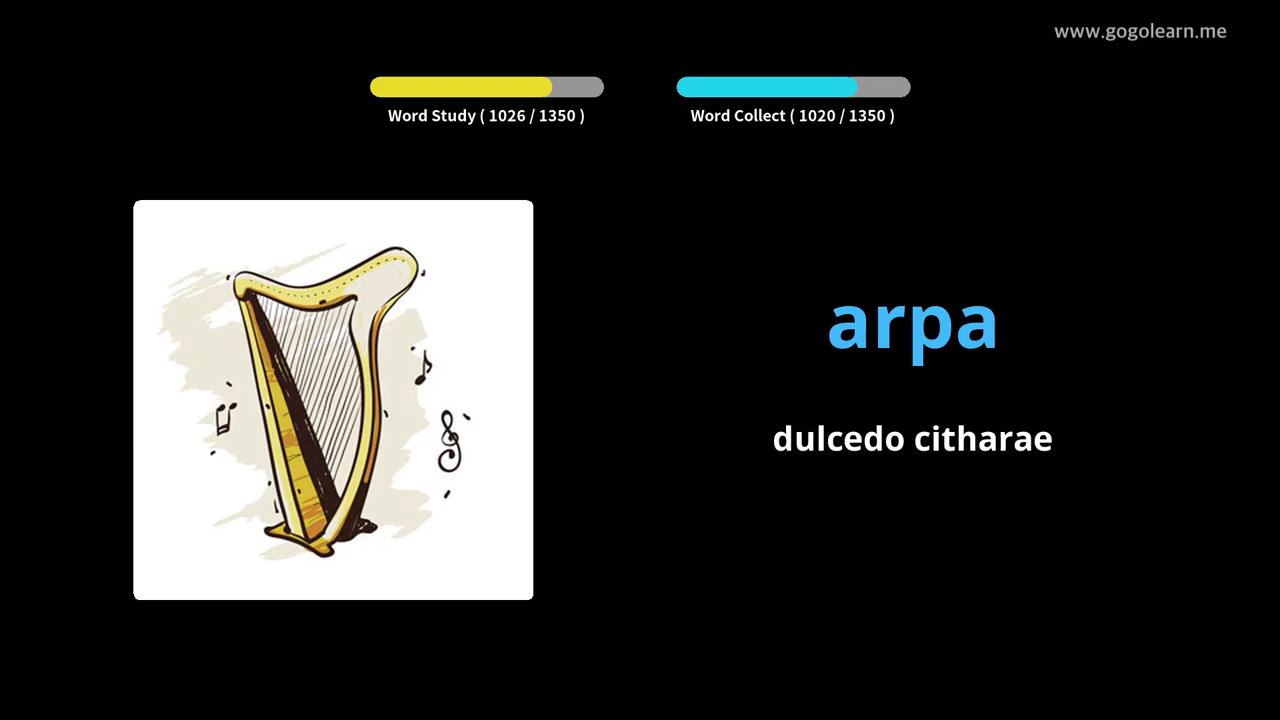 www.gogolearn.me
Word Study ( 1026 / 1350 )
Word Collect ( 1020 / 1350 )
arpa
dulcedo citharae